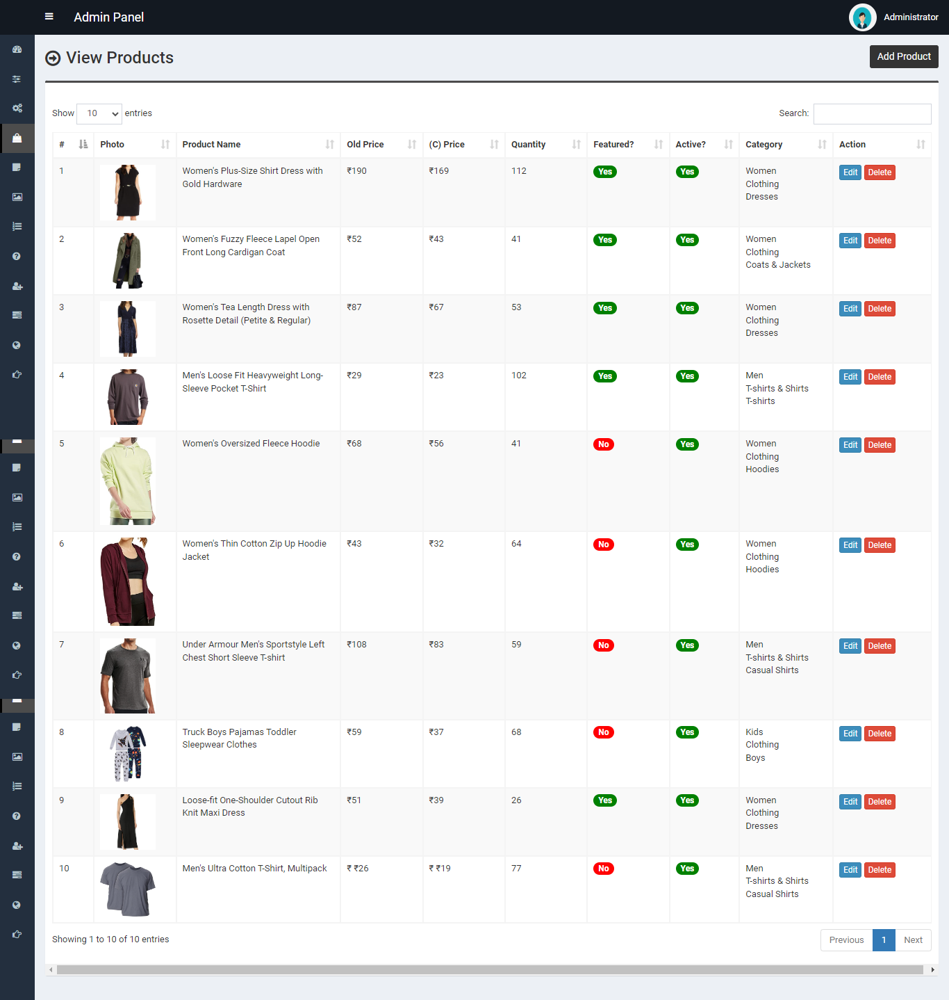 Admin Panel
Administrator
View Products
Add Product
Show 10 entries
Search:
# Photo Product Name Old Price (C) Price Quantity Featured? Active? Category Action
1 Women's Plus-Size Shirt Dress with ₹190 ₹169 112 Yes Yes Women Edit Delete
Gold Hardware Clothing
Dresses
2 Women's Fuzzy Fleece Lapel Open ₹52 ₹43 41 Yes Yes Women Edit Delete
Front Long Cardigan Coat Clothing
Coats & Jackets
3 Women's Tea Length Dress with ₹87 ₹67 53 Yes Yes Women Edit Delete
Rosette Detail (Petite & Regular) Clothing
Dresses
4 Men's Loose Fit Heavyweight Long- ₹29 ₹23 102 Yes Yes Men Edit Delete
Sleeve Pocket T-Shirt T-shirts & Shirts
T-shirts
5 Women's Oversized Fleece Hoodie ₹68 ₹56 41 No Yes Women Edit Delete
Clothing
Hoodies
6 Women's Thin Cotton Zip Up Hoodie ₹43 ₹32 64 No Yes Women Edit Delete
Jacket Clothing
Hoodies
7 Under Armour Men's Sportstyle Left ₹108 ₹83 59 No Yes Men Edit Delete
Chest Short Sleeve T-shirt T-shirts & Shirts
Casual Shirts
8 Truck Boys Pajamas Toddler ₹59 ₹37 68 No Yes Kids Edit Delete
Sleepwear Clothes Clothing
Boys
9 Loose-fit One-Shoulder Cutout Rib ₹51 ₹39 26 Yes Yes Women Edit Delete
Knit Maxi Dress Clothing
Dresses
10 Men's Ultra Cotton T-Shirt, Multipack ₹ ₹26 ₹ ₹19 77 No Yes Men Edit Delete
T-shirts & Shirts
Casual Shirts
Showing 1 to 10 of 10 entries
Previous 1 Next